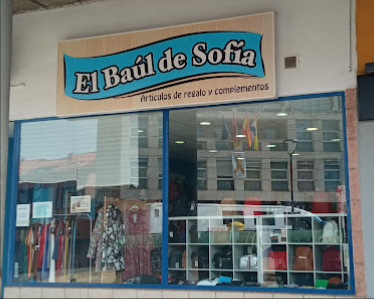 El Baúl de Sofía
Artículos de regalo y complementos